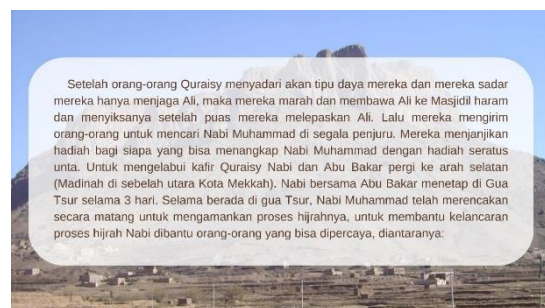 Setelah orang-orang Quraisy menyadari akan tipu daya mereka dan mereka sadar
mereka hanya menjaga Ali, maka mereka marah dan membawa Ali ke Masjidil haram
dan menyiksanya setelah puas mereka melepaskan Ali. Lalu mereka mengirim
orang-orang untuk mencari Nabi Muhammad di segala penjuru. Mereka menjanjikan
hadiah bagi siapa yang bisa menangkap Nabi Muhammad dengan hadiah seratus
unta. Untuk mengelabui kafir Quraisy Nabi dan Abu Bakar pergi ke arah selatan
(Madinah di sebelah utara Kota Mekkah). Nabi bersama Abu Bakar menetap di Gua
Tsur selama 3 hari. Selama berada di gua Tsur, Nabi Muhammad telah merencakan
secara matang untuk mengamankan proses hijrahnya, untuk membantu kelancaran
proses hijrah Nabi dibantu orang-orang yang bisa dipercaya, diantaranya: